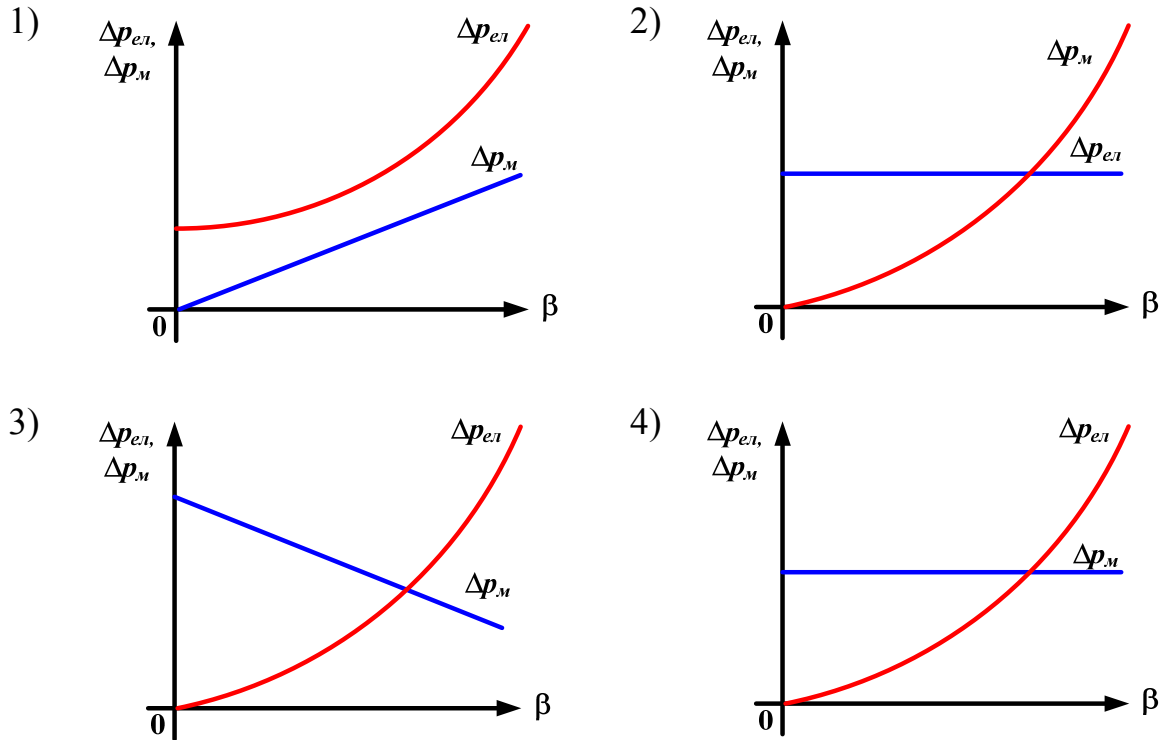 1)
Δpел,
Δpм
Δpел
Δpм
0
β
2)
Δpел,
Δpм
Δpм
Δpел
0
β
3)
Δpел,
Δpм
Δpел
Δpм
0
β
4)
Δpел,
Δpм
Δpел
Δpм
0
β